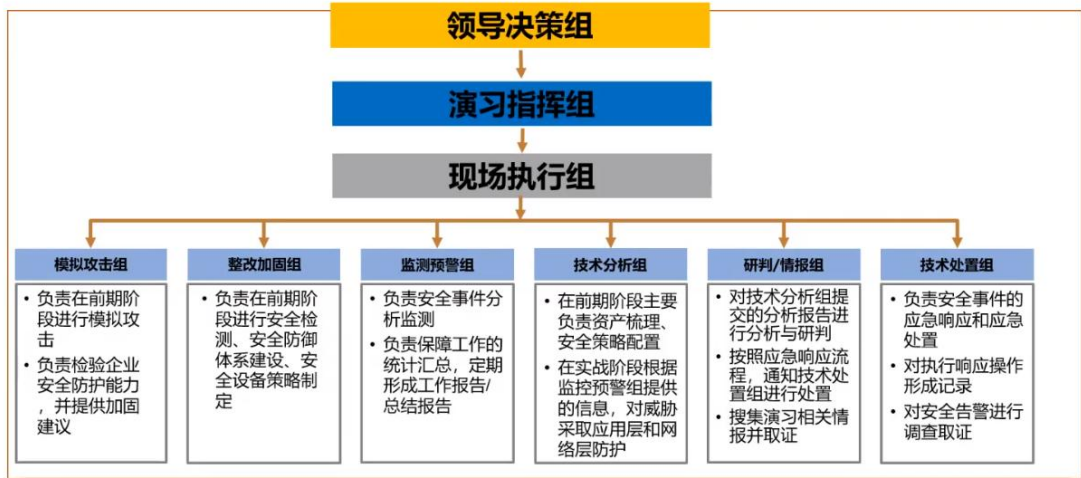 领导决策组
演习指挥组
现场执行组
模拟攻击组
• 负责在前期阶
段进行模拟攻
击
• 负责检验企业
安全防护能力
，并提供加固
建议
整改加固组
• 负责在前期阶
段进行安全检
测、安全防御
体系建设、安
全设备策略制
定
监测预警组
• 负责安全事件分
析监测
• 负责保障工作的
统计汇总，定期
形成工作报告/
总结报告
技术分析组
• 在前期阶段主要
负责资产梳理、
安全策略配置
• 在实战阶段根据
监控预警组提供
的信息，对威胁
采取应用层和网
络层防护
研判/情报组
• 对技术分析组提
交的分析报告进
行分析与研判
• 按照应急响应流
程，通知技术处
置组进行处置
• 搜集演习相关情
报并取证
技术处置组
• 负责安全事件的
应急响应和应急
处置
• 对执行响应操作
形成记录
• 对安全告警进行
调查取证